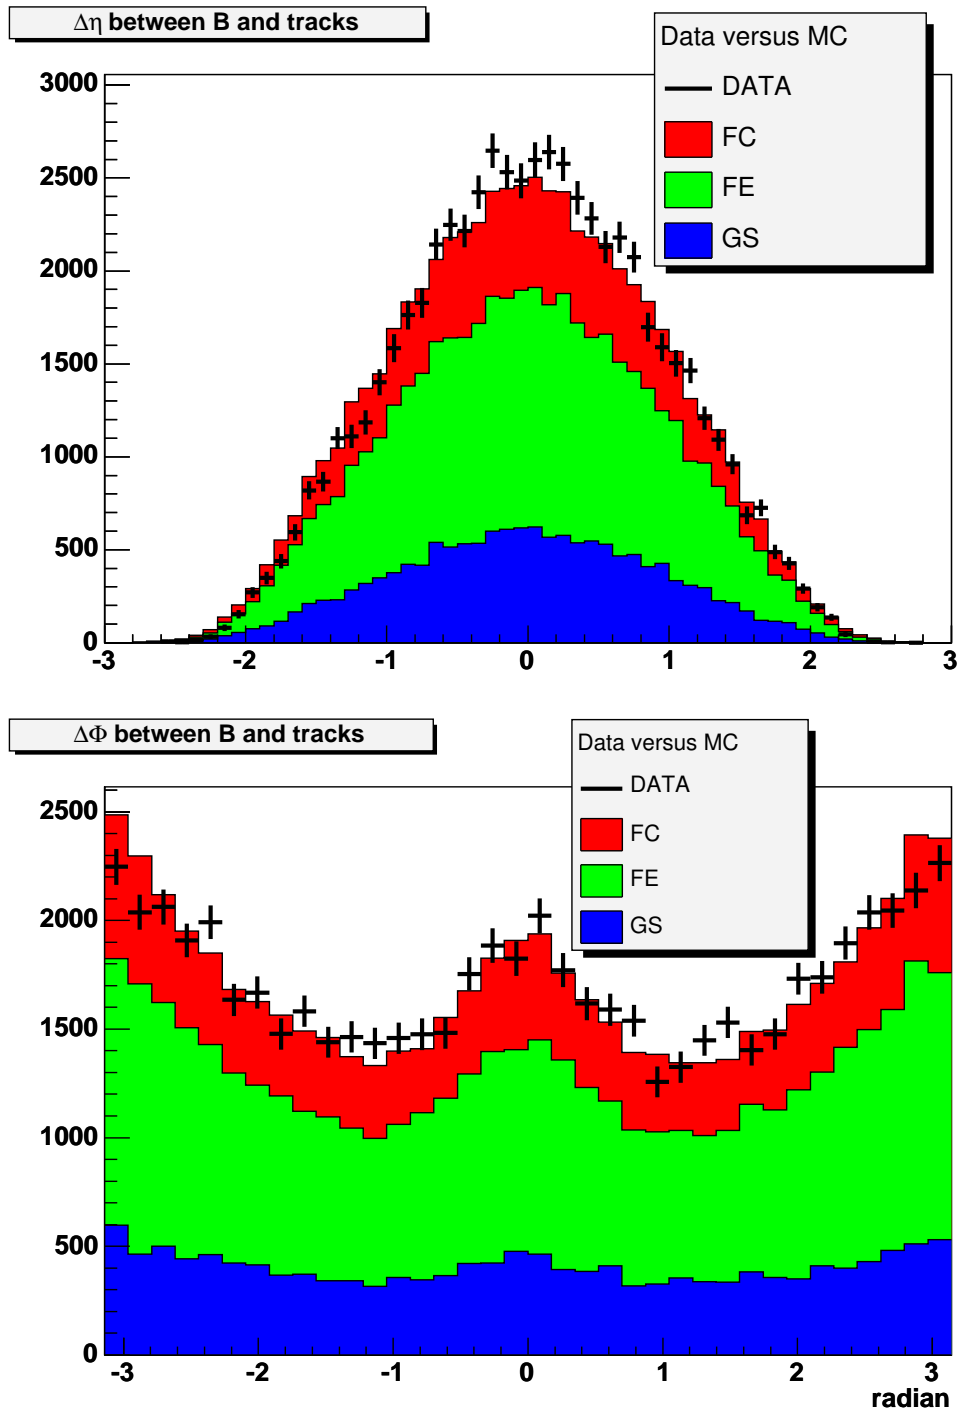 Δη between B and tracks
Data versus MC
DATA
FC
FE
GS
3000
2500
2000
1500
1000
500
0
-3 -2 -1 0 1 2 3
ΔΦ between B and tracks
Data versus MC
DATA
FC
FE
GS
2500
2000
1500
1000
500
0
-3 -2 -1 0 1 2 3
radian